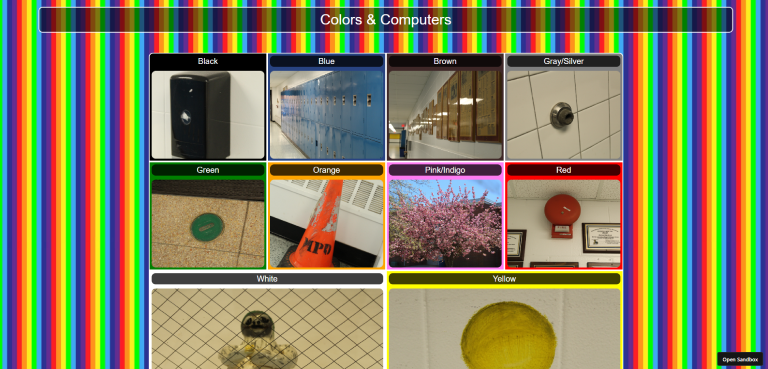 Colors & Computers
Black
Blue
Brown
Gray/Silver
Green
Orange
Pink/Indigo
Red
MPD
White
Yellow
Open Sandbox